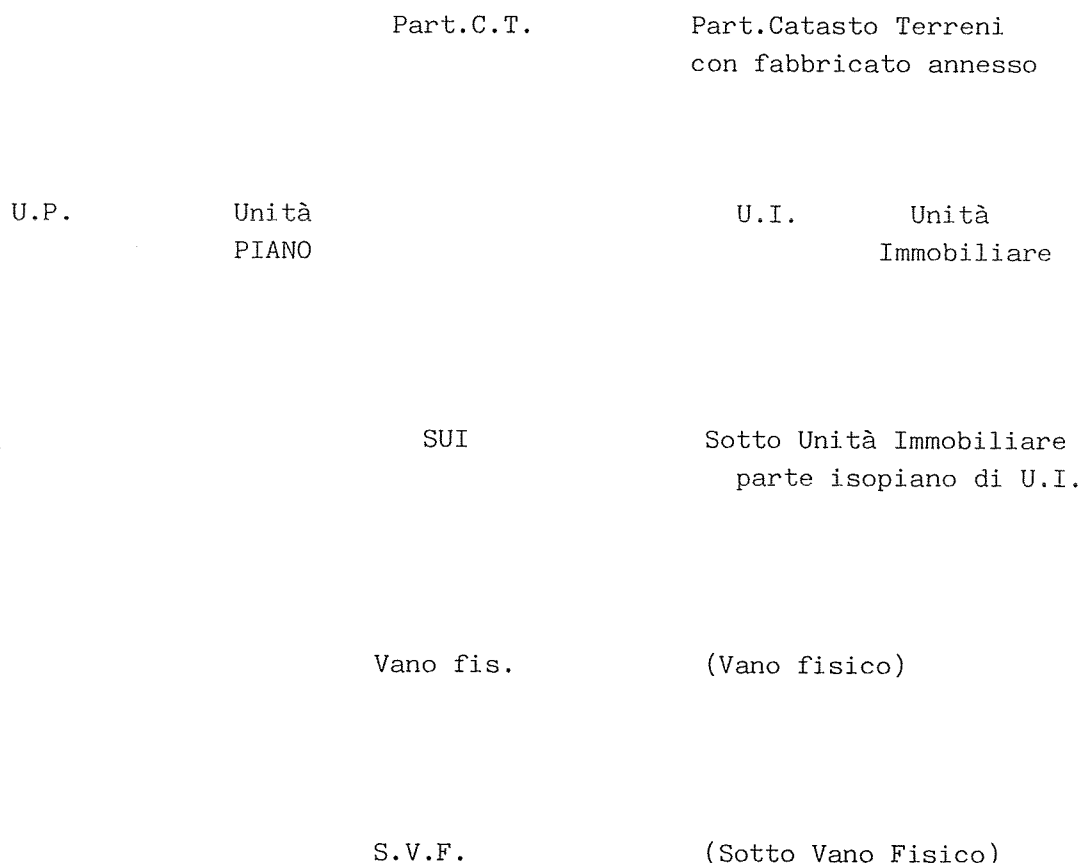 Part.C.T. Part.Catasto Terreni
con fabbricato annesso
U.P. Unità U.I. Unità
PIANO Immobiliare
SUI Sotto Unità Immobiliare
parte isopiano di U.I.
Vano fis. (Vano fisico)
S.V.F. (Sotto Vano Fisico)